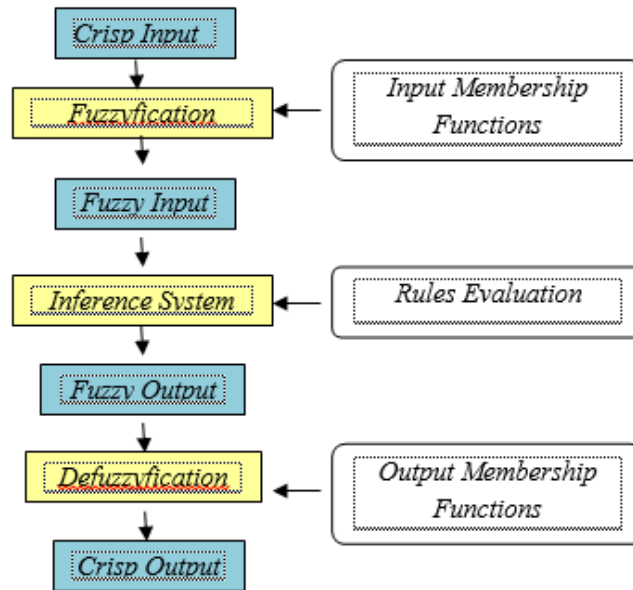 Crisp Input
Fuzzyfication
Input Membership
Functions
Fuzzy Input
Inference System
Rules Evaluation
Fuzzy Output
Defuzzyfication
Output Membership
Functions
Crisp Output